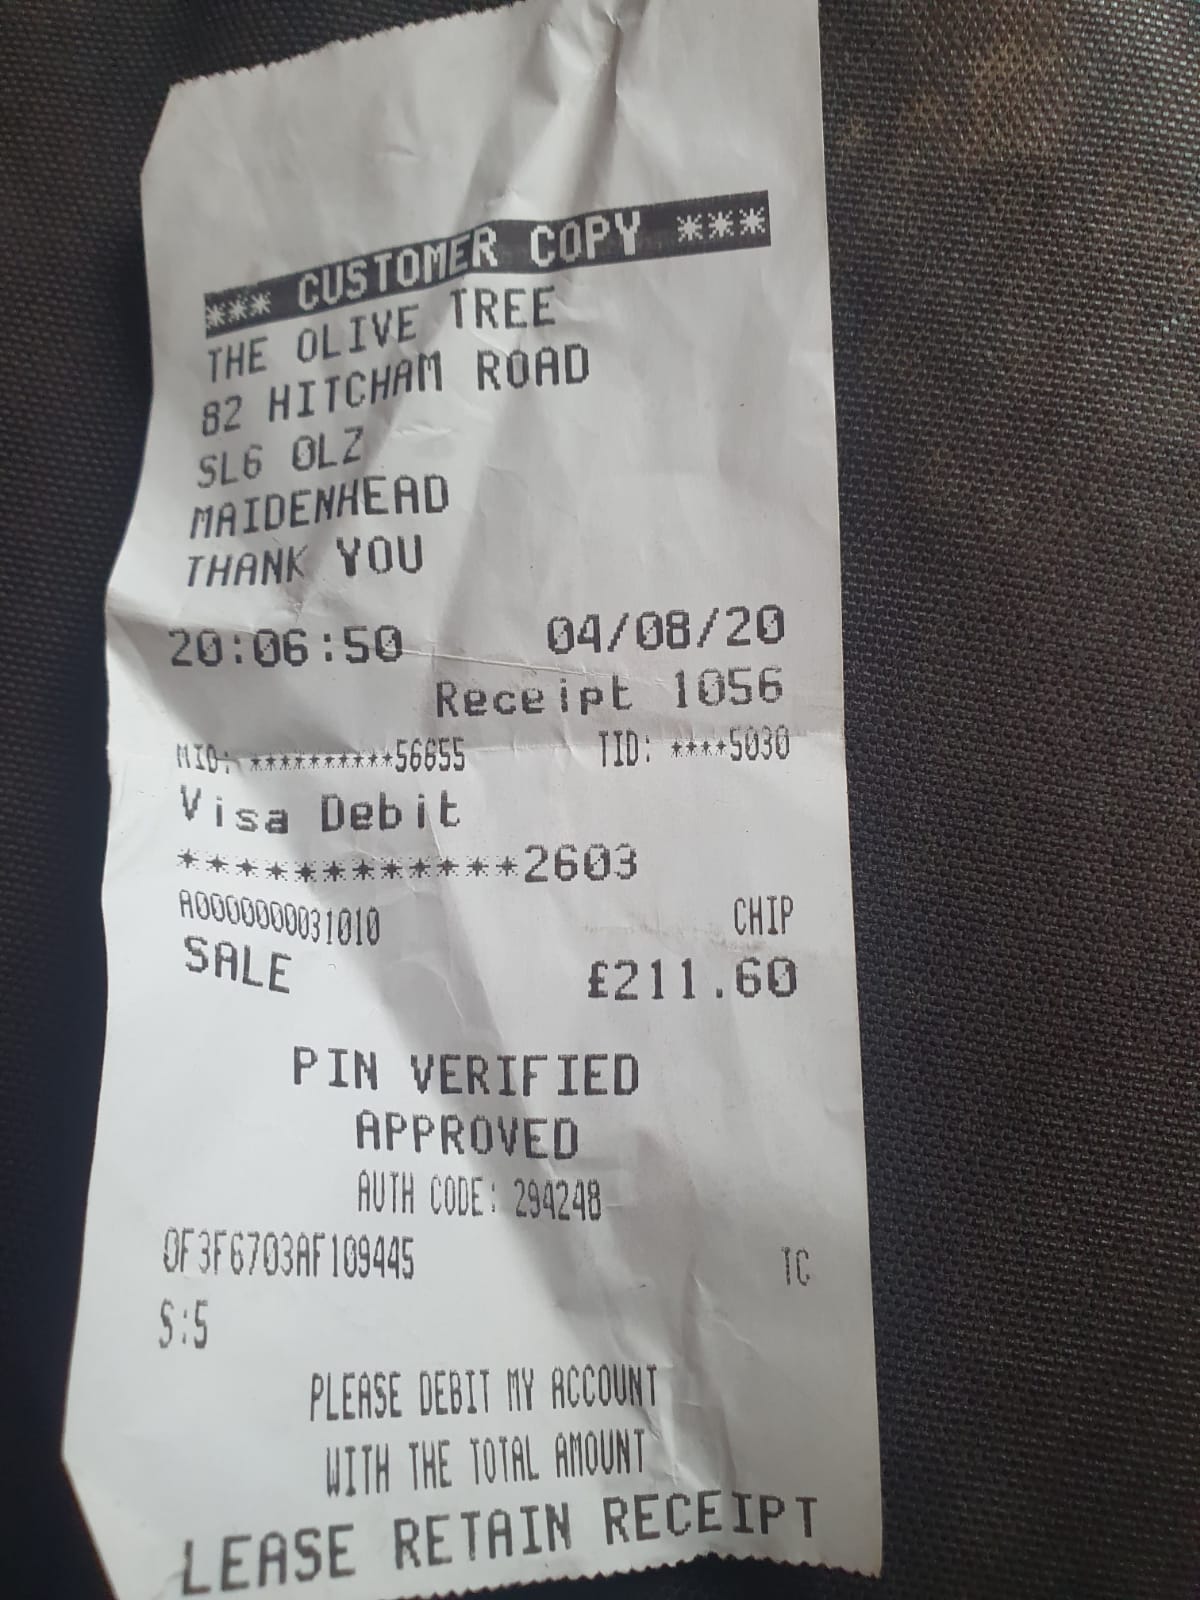 *** CUSTOMER COPY ***
THE OLIVE TREE
82 HITCHAM ROAD
SL6 0LZ
MAIDENHEAD
THANK YOU
20:06:50 04/08/20
Receipt 1056
MID: **********56855 TID: ****5030
Visa Debit
************2603
A0000000031010 CHIP
SALE £211.60
PIN VERIFIED
APPROVED
AUTH CODE: 294248
0F3F6703AF109445 TC
S:5
PLEASE DEBIT MY ACCOUNT
WITH THE TOTAL AMOUNT
LEASE RETAIN RECEIPT